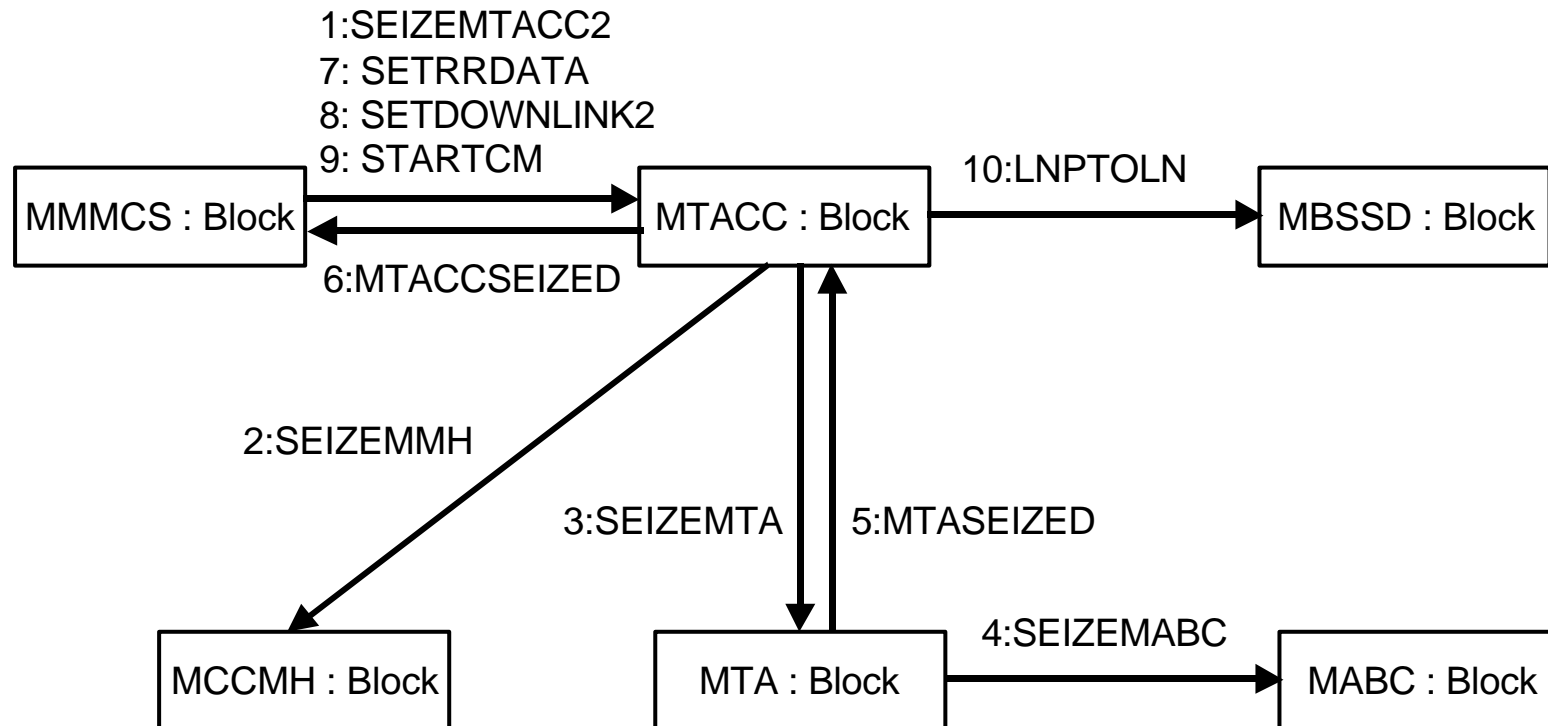 1:SEIZEMTACC2
7: SETRRDATA
8: SETDOWNLINK2
9: STARTCM
10:LNPTOLN
MMMCS : Block
MTACC : Block
MBSSD : Block
6:MTACCSEIZED
2:SEIZEMMH
3:SEIZEMTA
5:MTASEIZED
4:SEIZEMABC
MCCMH : Block
MTA : Block
MABC : Block